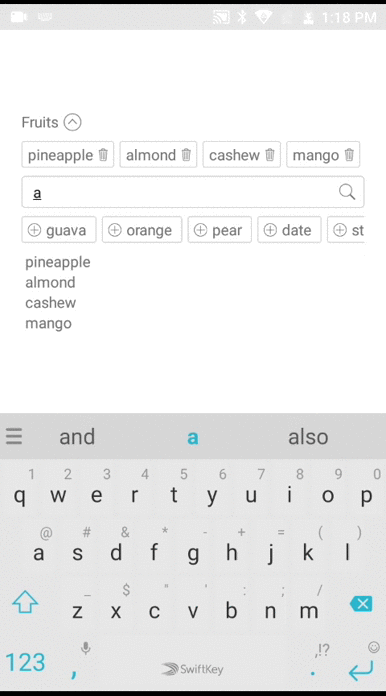 1:18 PM
Fruits
pineapple almond cashew mango
a
guava orange pear date st
pineapple
almond
cashew
mango
and a also
1 2 3 4 5 6 7 8 9 0
q w e r t y u i o p
@ # & * - + = ( )
a s d f g h j k l
_ $ " ' : ; /
z x c v b n m
,!?
123 , SwiftKey .